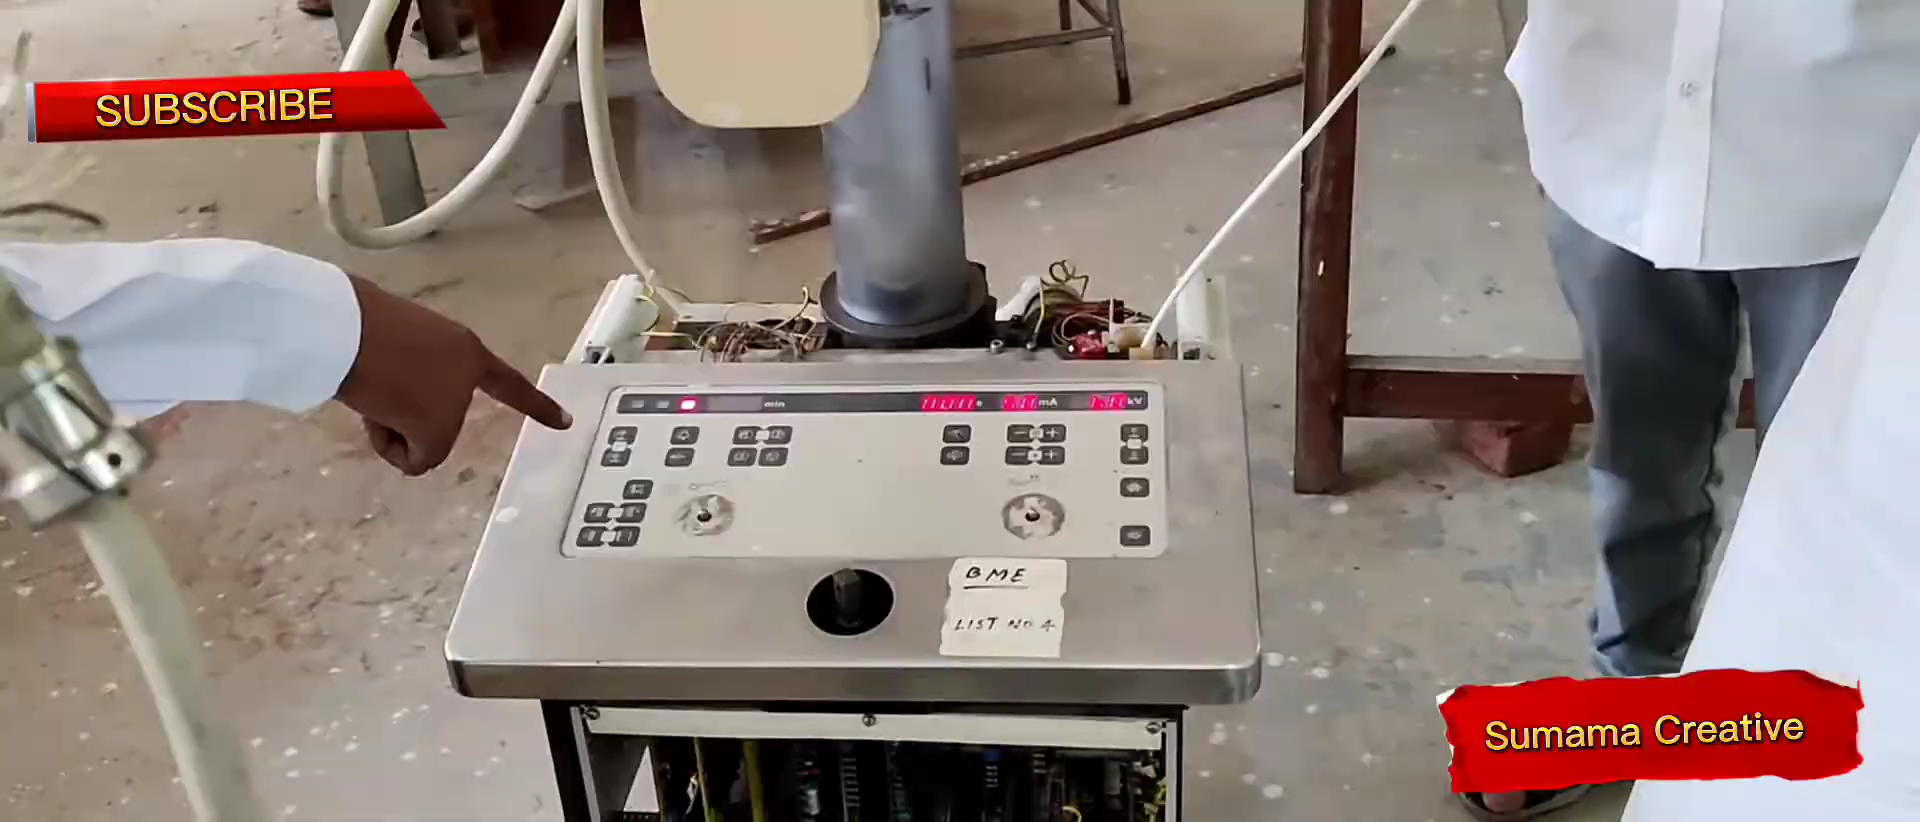 SUBSCRIBE
min
s
mA
kV
BME
LIST NO 4
Sumama Creative